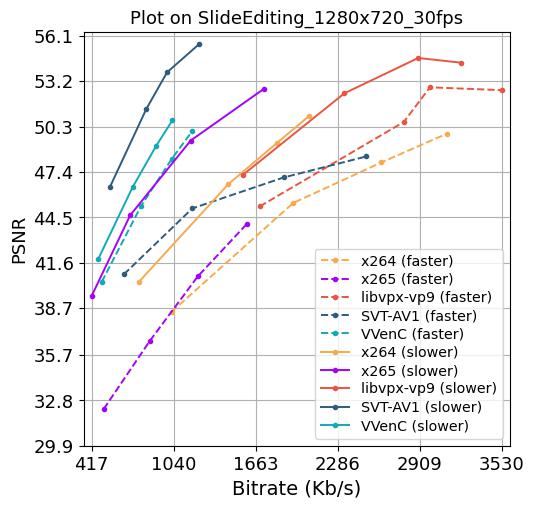 Plot on SlideEditing_1280x720_30fps
56.1
53.2
50.3
47.4
44.5
41.6
38.7
35.7
32.8
29.9
PSNR
x264 (faster)
x265 (faster)
libvpx-vp9 (faster)
SVT-AV1 (faster)
VVenC (faster)
x264 (slower)
x265 (slower)
libvpx-vp9 (slower)
SVT-AV1 (slower)
VVenC (slower)
417 1040 1663 2286 2909 3530
Bitrate (Kb/s)